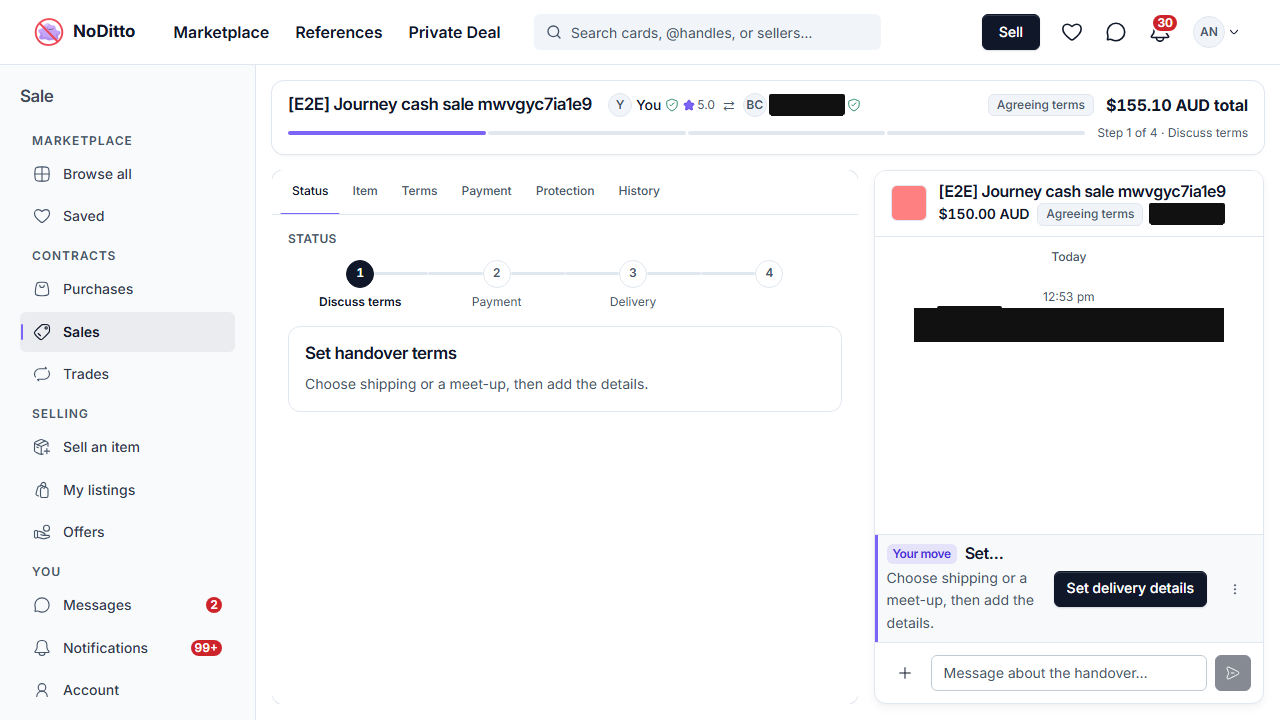 NoDitto
Marketplace
References
Private Deal
Search cards, @handles, or sellers...
Sell
30
AN
Sale
MARKETPLACE
Browse all
Saved
CONTRACTS
Purchases
Sales
Trades
SELLING
Sell an item
My listings
Offers
YOU
Messages
2
Notifications
99+
Account
[E2E] Journey cash sale mwvgyc7ia1e9
Y
You
5.0
BC
Agreeing terms
$155.10 AUD total
Step 1 of 4 · Discuss terms
Status
Item
Terms
Payment
Protection
History
STATUS
1
2
3
4
Discuss terms
Payment
Delivery
Set handover terms
Choose shipping or a meet-up, then add the details.
[E2E] Journey cash sale mwvgyc7ia1e9
$150.00 AUD
Agreeing terms
Today
12:53 pm
Your move
Set...
Choose shipping or a
meet-up, then add the
details.
Set delivery details
Message about the handover...